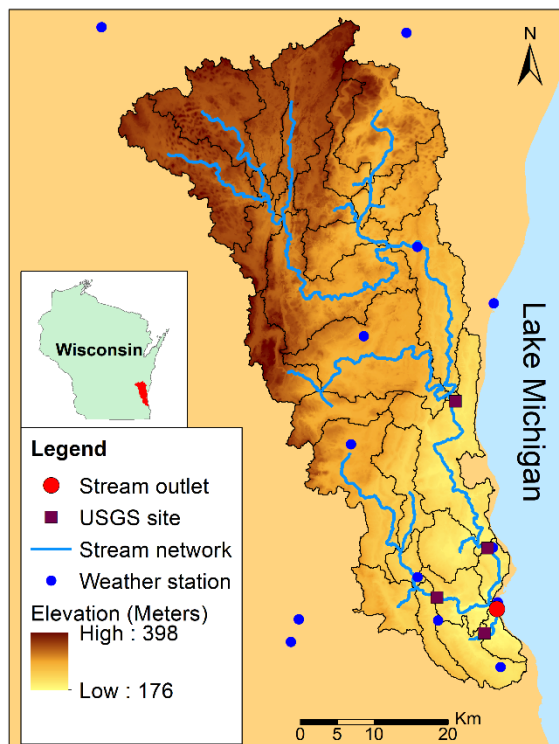 N
Lake Michigan
Wisconsin
Legend
Stream outlet
USGS site
Stream network
Weather station
Elevation (Meters)
High : 398
Low : 176
Km
0 5 10 20